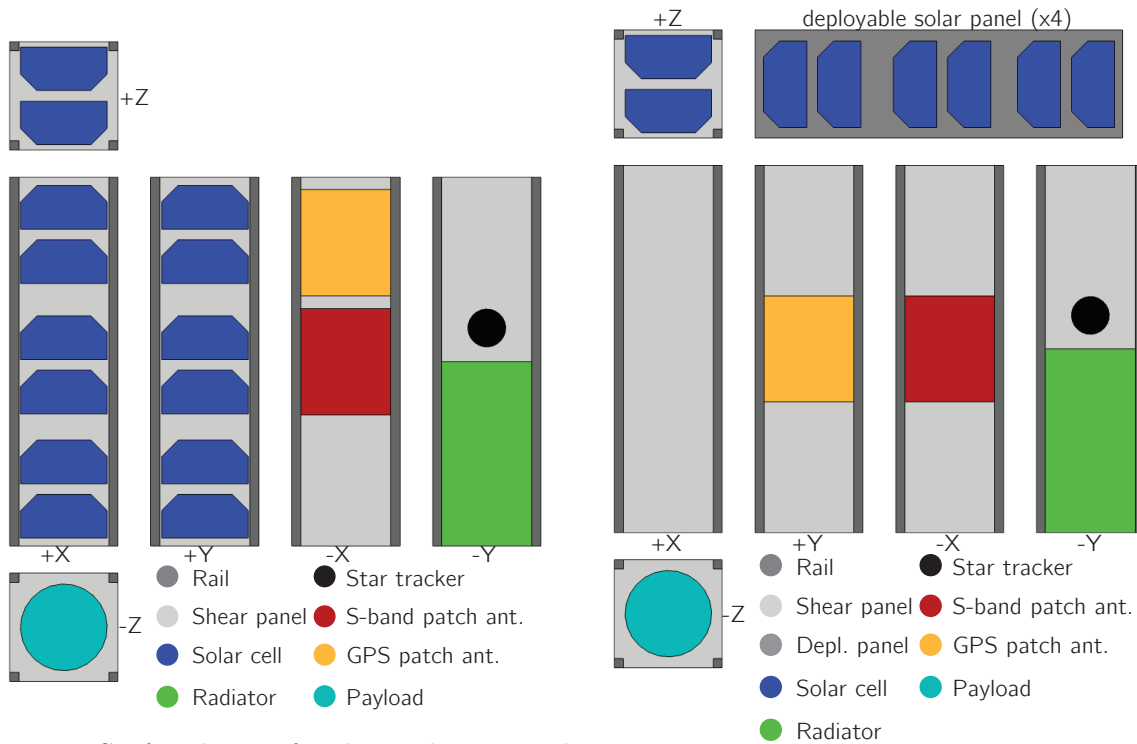 +Z
+X
+Y
-X
-Y
-Z
Rail
Star tracker
Shear panel
S-band patch ant.
Solar cell
GPS patch ant.
Radiator
Payload
+Z
deployable solar panel (x4)
+X
+Y
-X
-Y
-Z
Rail
Star tracker
Shear panel
S-band patch ant.
Depl. panel
GPS patch ant.
Solar cell
Payload
Radiator